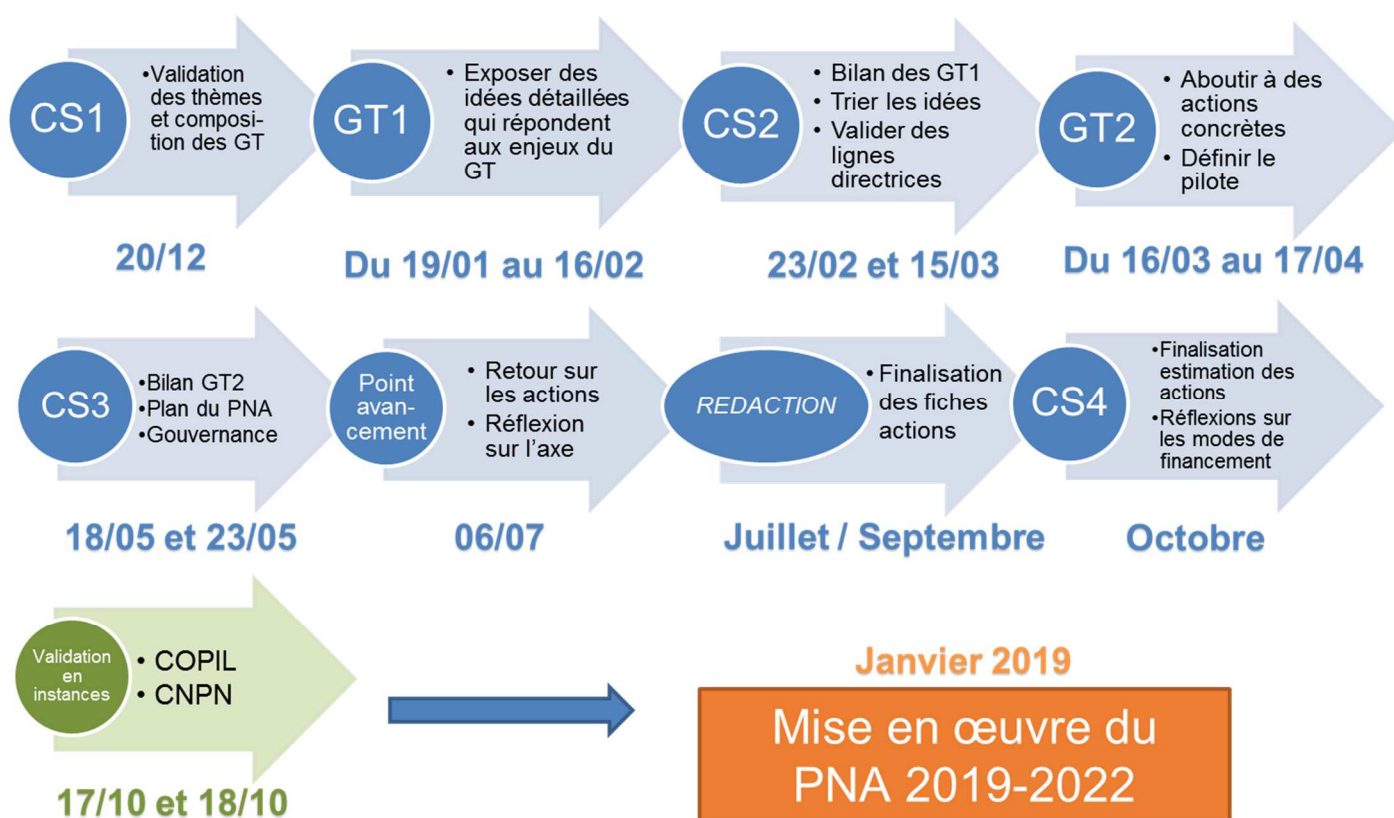 CS1
•Validation
des thèmes
et composi-
tion des GT
20/12
GT1
• Exposer des
idées détaillées
qui répondent
aux enjeux du
GT
Du 19/01 au 16/02
CS2
• Bilan des GT1
• Trier les idées
• Valider des
lignes
directrices
23/02 et 15/03
GT2
• Aboutir à des
actions
concrètes
• Définir le
pilote
Du 16/03 au 17/04
CS3
•Bilan GT2
•Plan du PNA
•Gouvernance
18/05 et 23/05
Point
avan-
cement
• Retour sur
les actions
• Réflexion
sur l'axe
06/07
REDACTION
• Finalisation
des fiches
actions
Juillet / Septembre
CS4
•Finalisation
estimation des
actions
•Réflexions sur
les modes de
financement
Octobre
Validation
en
instances
• COPIL
• CNPN
17/10 et 18/10
Janvier 2019
Mise en œuvre du
PNA 2019-2022